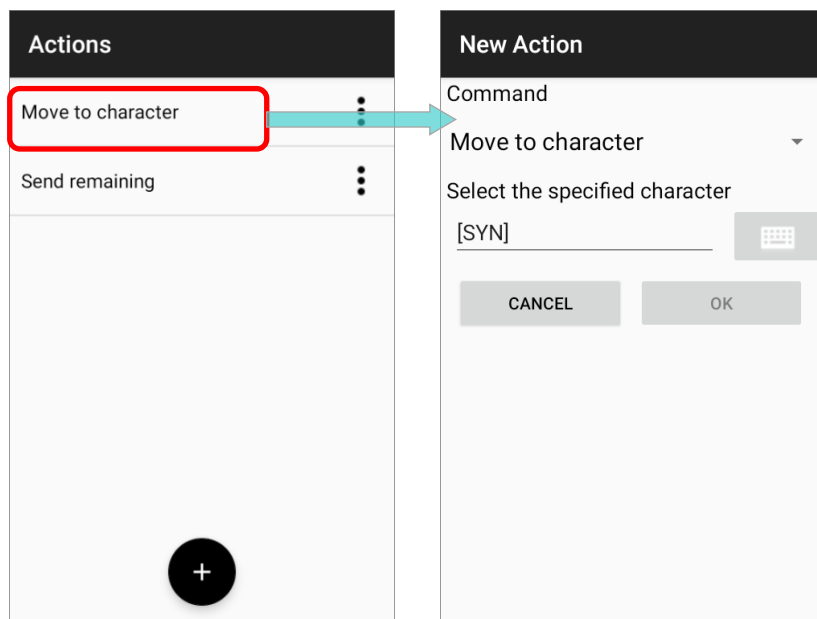 Actions
Move to character
Send remaining
+
New Action
Command
Move to character
Select the specified character
[SYN]
CANCEL
OK